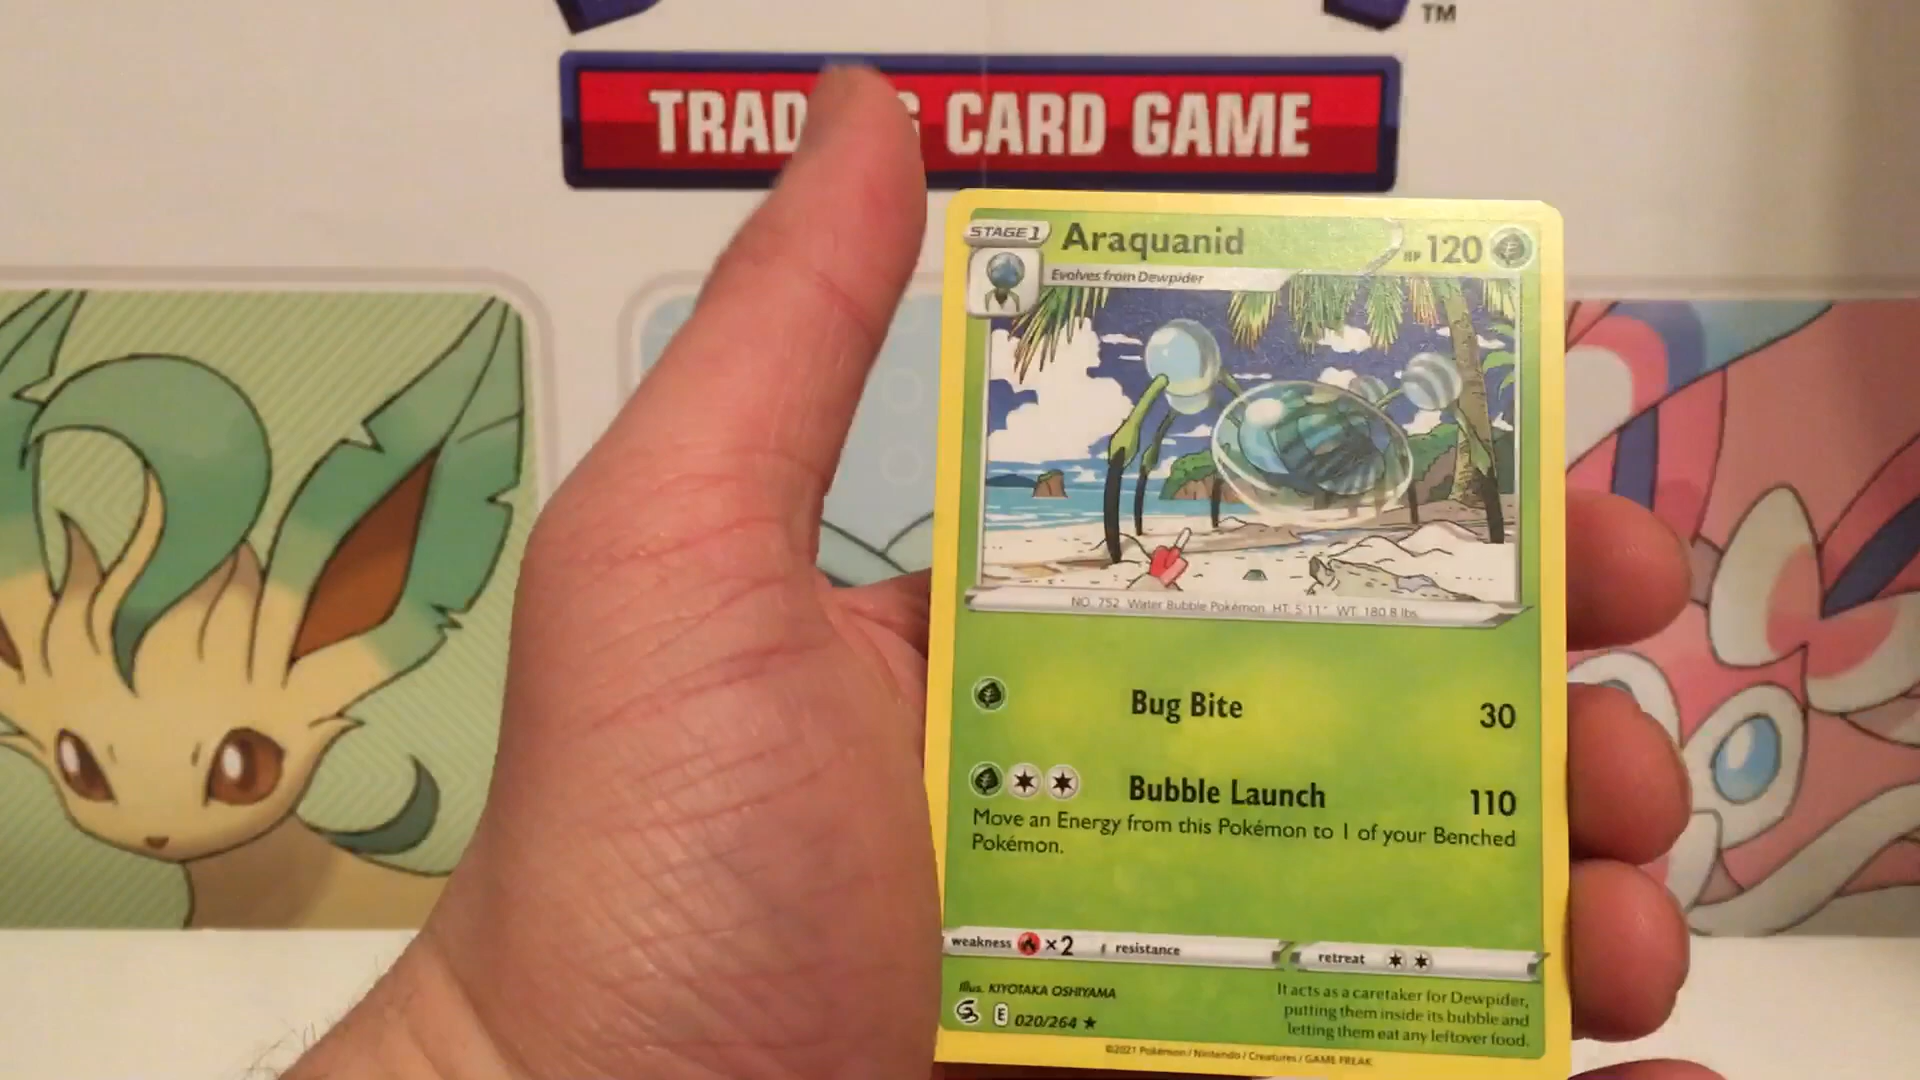 TM
TRADING CARD GAME
STAGE 1 Araquanid HP 120
Evolves from Dewpider
NO. 752 Water Bubble Pokémon HT: 5'11" WT: 180.8 lbs.
Bug Bite 30
Bubble Launch 110
Move an Energy from this Pokémon to 1 of your Benched
Pokémon.
weakness ×2 resistance retreat
Illus. KIYOTAKA OSHIYAMA
E 020/264 ★
It acts as a caretaker for Dewpider,
putting them inside its bubble and
letting them eat any leftover food.
©2021 Pokémon / Nintendo / Creatures / GAME FREAK